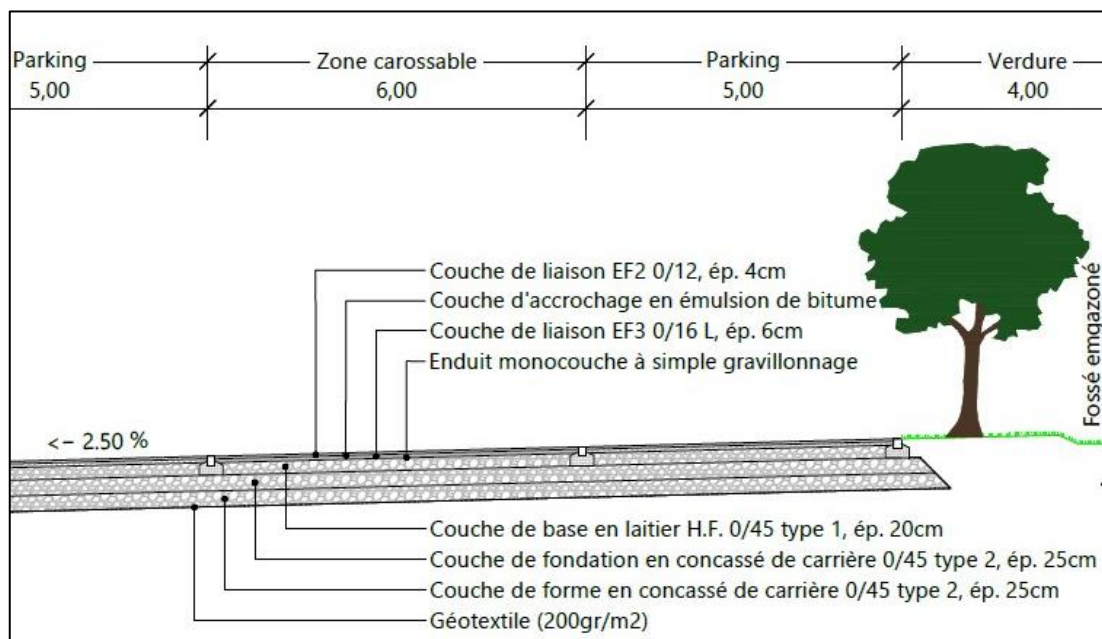 Parking
Zone carossable
Parking
Verdure
5,00
6,00
5,00
4,00
Couche de liaison EF2 0/12, ép. 4cm
Couche d'accrochage en émulsion de bitume
Couche de liaison EF3 0/16 L, ép. 6cm
Enduit monocouche à simple gravillonnage
Fossé emgazoné
<- 2.50 %
Couche de base en laitier H.F. 0/45 type 1, ép. 20cm
Couche de fondation en concassé de carrière 0/45 type 2, ép. 25cm
Couche de forme en concassé de carrière 0/45 type 2, ép. 25cm
Géotextile (200gr/m2)